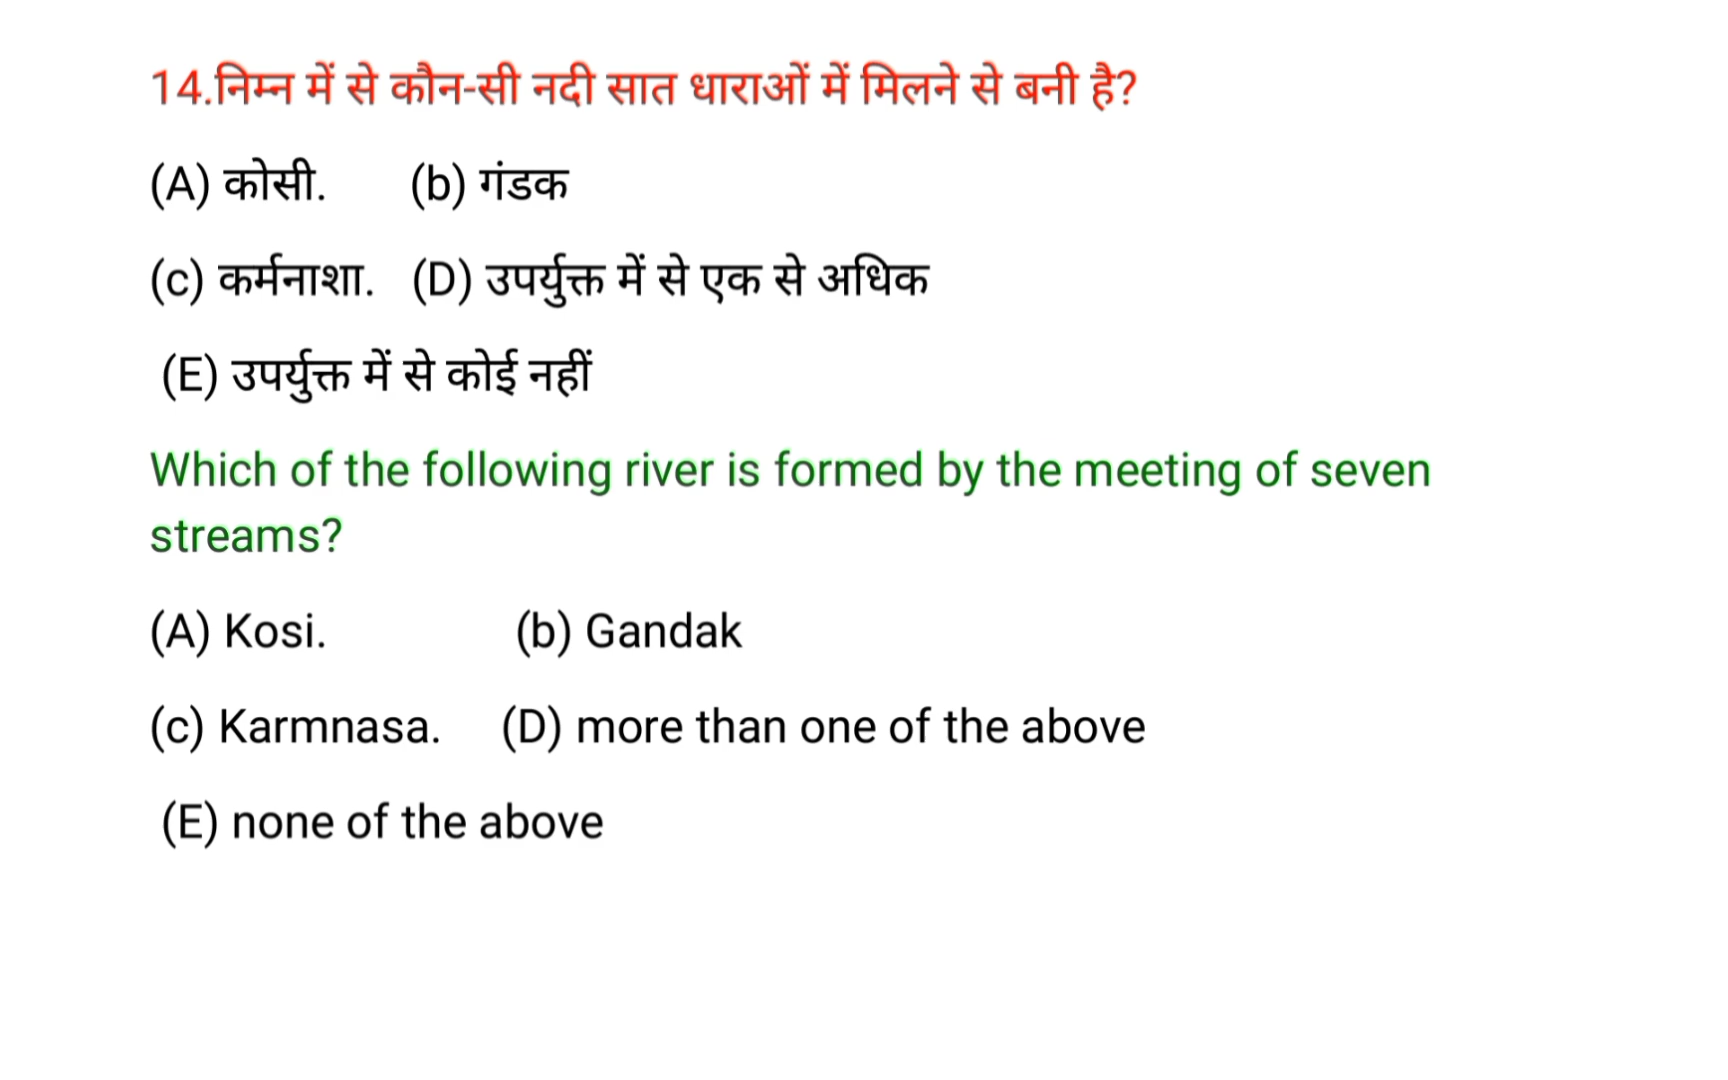 14.निम्न में से कौन-सी नदी सात धाराओं में मिलने से बनी है?
(A) कोसी. (b) गंडक
(c) कर्मनाशा. (D) उपर्युक्त में से एक से अधिक
(E) उपर्युक्त में से कोई नहीं
Which of the following river is formed by the meeting of seven
streams?
(A) Kosi. (b) Gandak
(c) Karmnasa. (D) more than one of the above
(E) none of the above